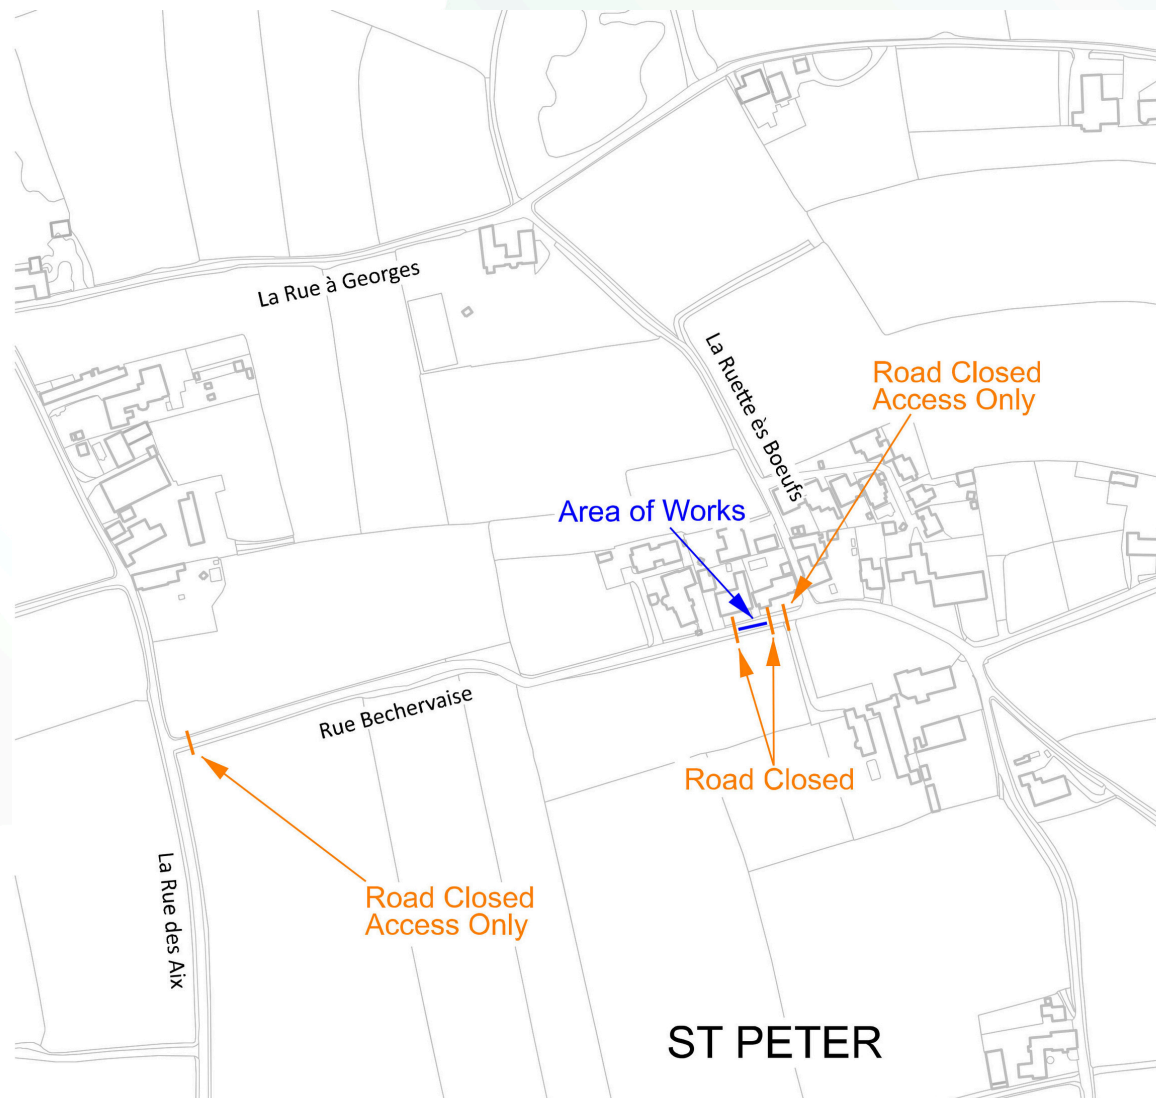 La Rue à Georges
La Ruette ès Boeufs
Road Closed
Access Only
Area of Works
Rue Bechervaise
Road Closed
La Rue des Aix
Road Closed
Access Only
ST PETER